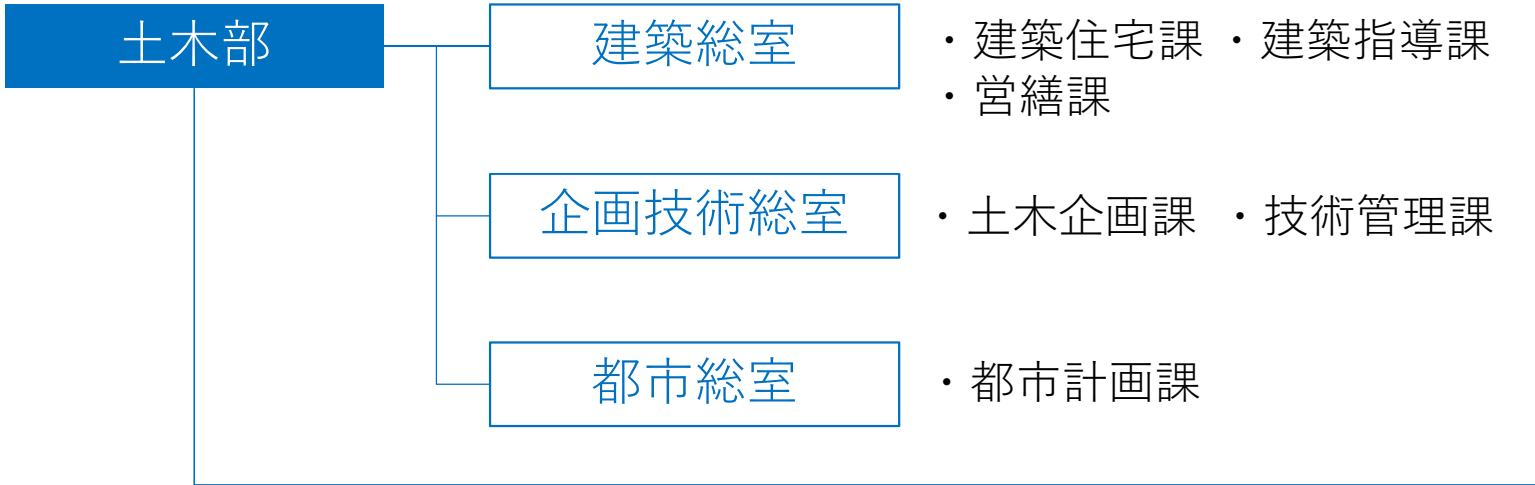 土木部
建築総室
・建築住宅課 ・建築指導課
・営繕課
企画技術総室
・土木企画課 ・技術管理課
都市総室
・都市計画課